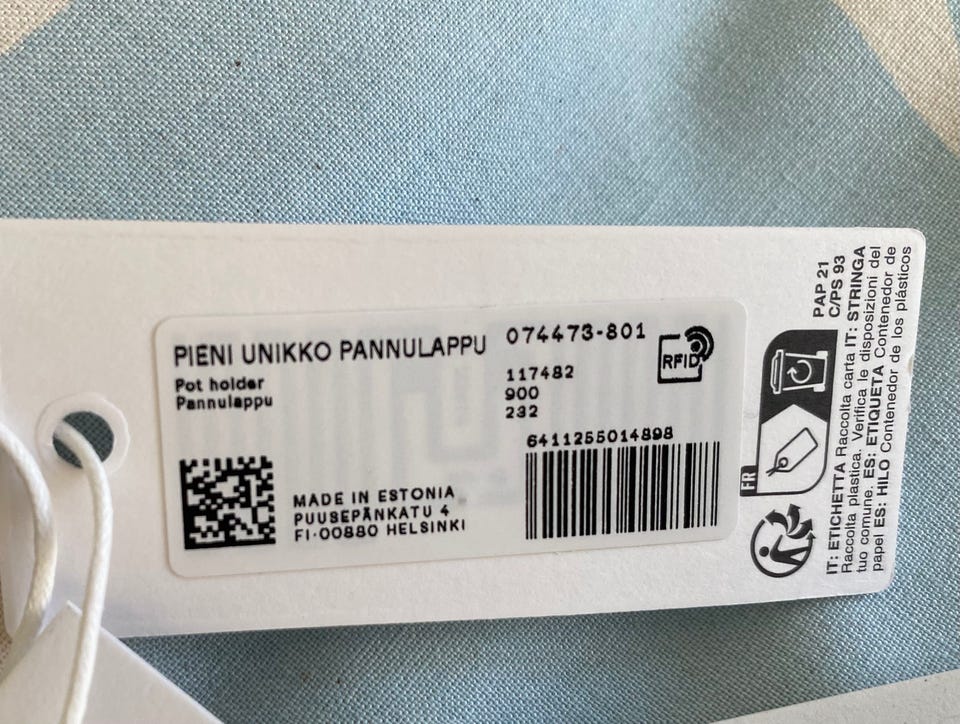 PIENI UNIKKO PANNULAPPU
Pot holder
Pannulappu
074473-801
RFID
117482
900
232
6411255014898
MADE IN ESTONIA
PUUSEPÄNKATU 4
FI-00880 HELSINKI
FR
PAP 21
C/PS 93
IT: ETICHETTA Raccolta carta IT: STRINGA
Raccolta plastica. Verifica le disposizioni del
tuo comune. ES: ETIQUETA Contenedor de
papel ES: HILO Contenedor de los plásticos